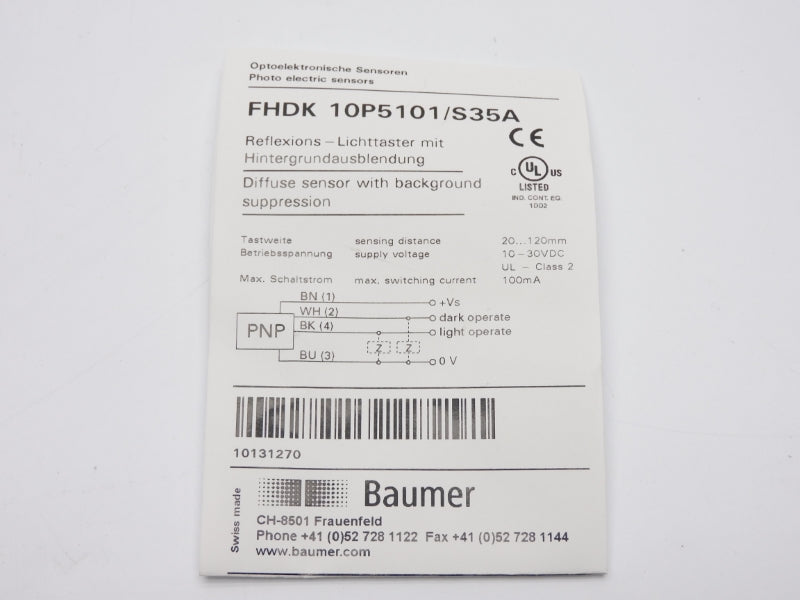 Optoelektronische Sensoren
Photo electric sensors
FHDK 10P5101/S35A
CE
Reflexions – Lichttaster mit
Hintergrundausblendung
C UL US
LISTED
IND. CONT. EQ.
1002
Diffuse sensor with background
suppression
Tastweite sensing distance 20...120mm
Betriebsspannung supply voltage 10 – 30VDC
UL – Class 2
Max. Schaltstrom max. switching current 100mA
PNP
BN (1) +Vs
WH (2) dark operate
BK (4) light operate
Z Z
BU (3) 0 V
10131270
Swiss made
Baumer
CH-8501 Frauenfeld
Phone +41 (0)52 728 1122 Fax +41 (0)52 728 1144
www.baumer.com